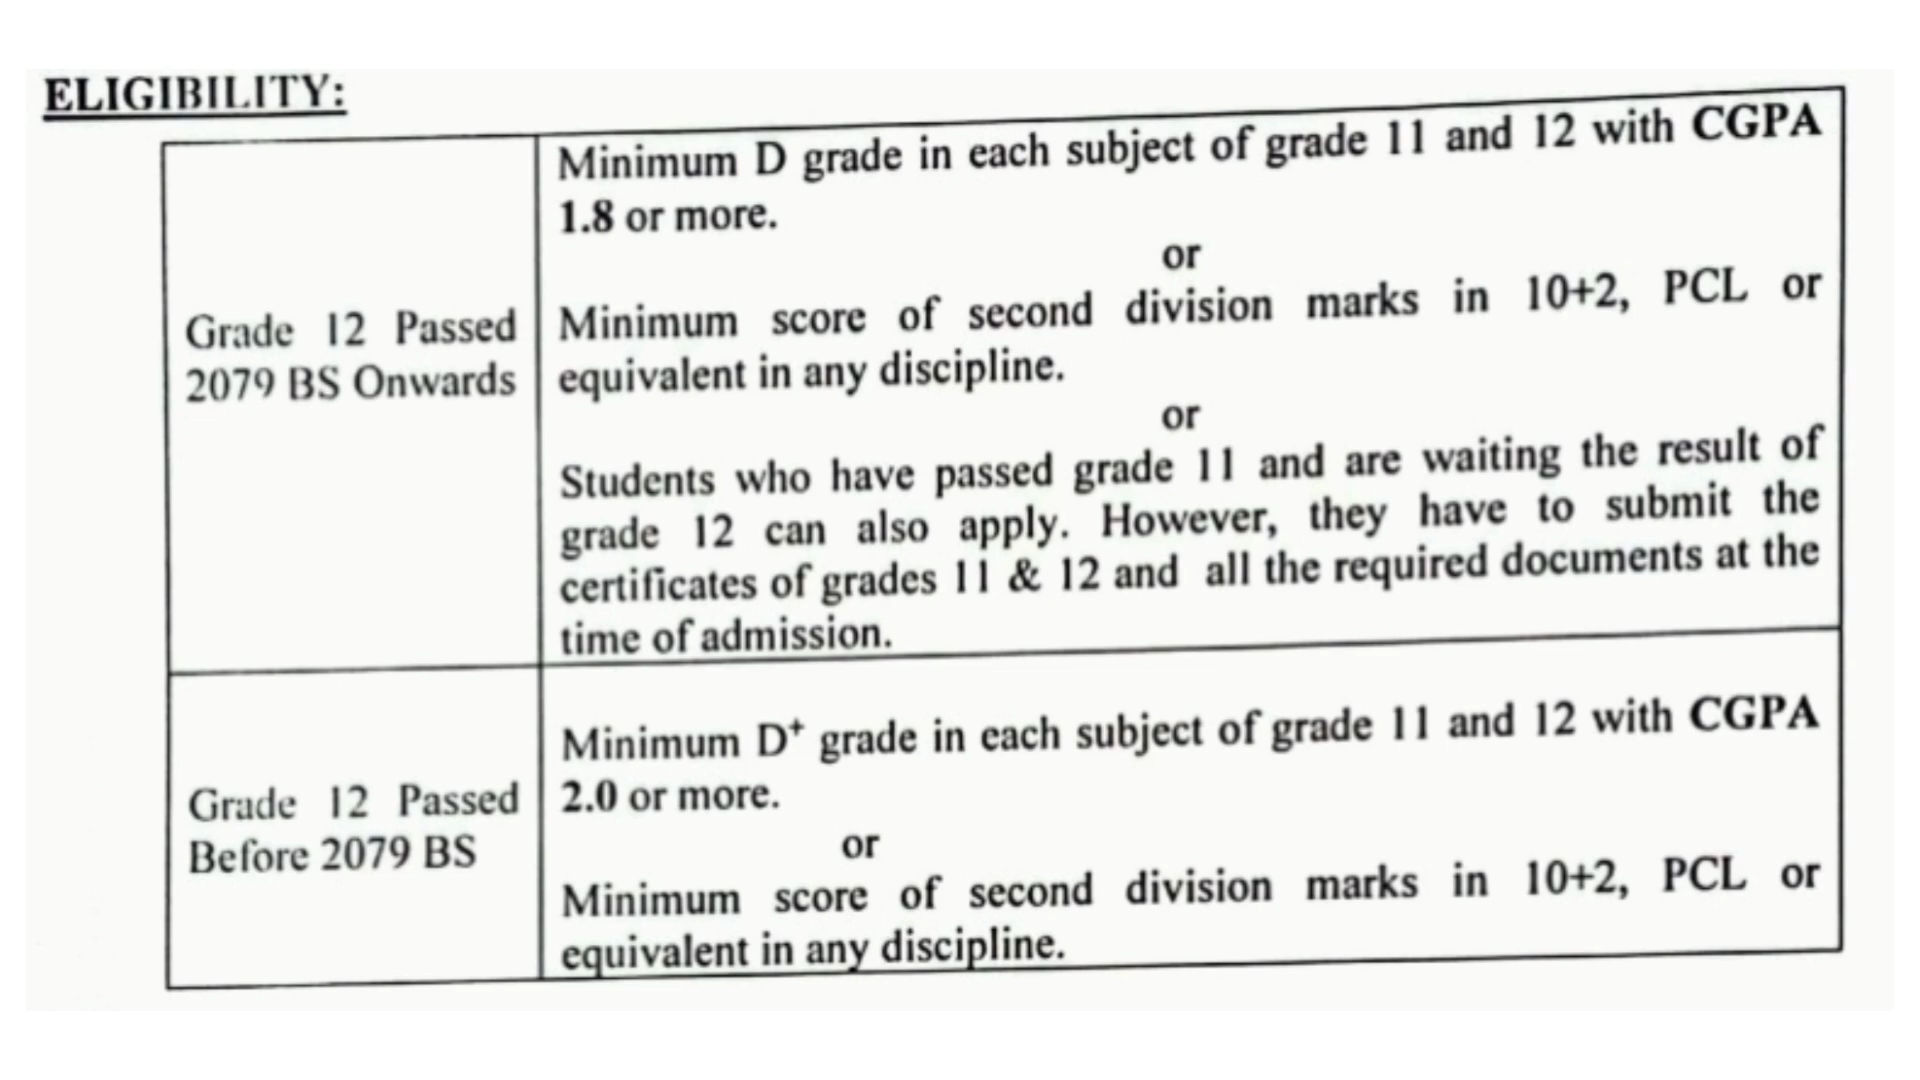 ELIGIBILITY:
Grade 12 Passed
2079 BS Onwards
Minimum D grade in each subject of grade 11 and 12 with CGPA
1.8 or more.
or
Minimum score of second division marks in 10+2, PCL or
equivalent in any discipline.
or
Students who have passed grade 11 and are waiting the result of
grade 12 can also apply. However, they have to submit the
certificates of grades 11 & 12 and all the required documents at the
time of admission.
Grade 12 Passed
Before 2079 BS
Minimum D⁺ grade in each subject of grade 11 and 12 with CGPA
2.0 or more.
or
Minimum score of second division marks in 10+2, PCL or
equivalent in any discipline.